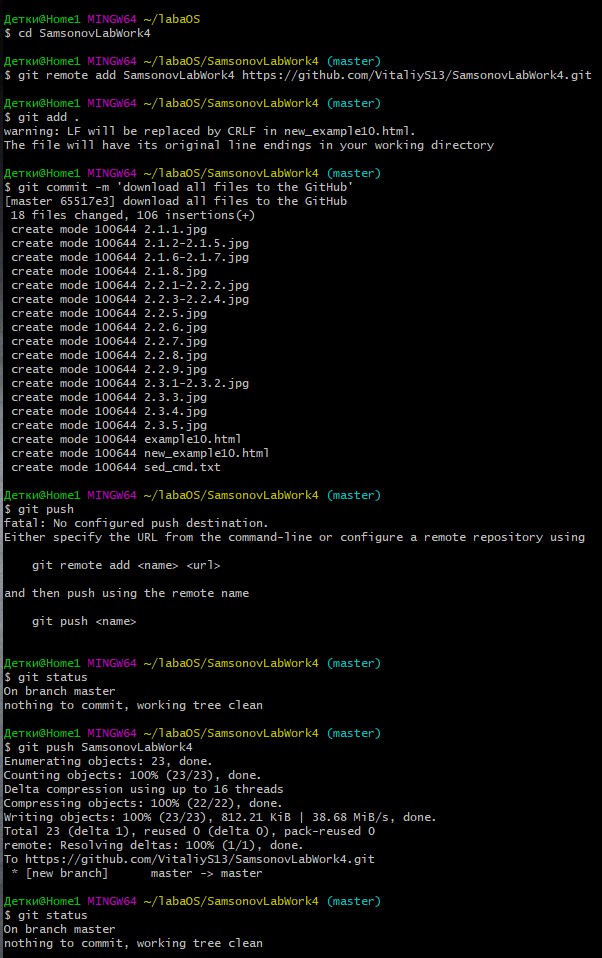 Детки@Home1 MINGW64 ~/labaOS
$ cd SamsonovLabWork4
Детки@Home1 MINGW64 ~/labaOS/SamsonovLabWork4 (master)
$ git remote add SamsonovLabWork4 https://github.com/VitaliyS13/SamsonovLabWork4.git
Детки@Home1 MINGW64 ~/labaOS/SamsonovLabWork4 (master)
$ git add .
warning: LF will be replaced by CRLF in new_example10.html.
The file will have its original line endings in your working directory
Детки@Home1 MINGW64 ~/labaOS/SamsonovLabWork4 (master)
$ git commit -m 'download all files to the GitHub'
[master 65517e3] download all files to the GitHub
18 files changed, 106 insertions(+)
create mode 100644 2.1.1.jpg
create mode 100644 2.1.2-2.1.5.jpg
create mode 100644 2.1.6-2.1.7.jpg
create mode 100644 2.1.8.jpg
create mode 100644 2.2.1-2.2.2.jpg
create mode 100644 2.2.3-2.2.4.jpg
create mode 100644 2.2.5.jpg
create mode 100644 2.2.6.jpg
create mode 100644 2.2.7.jpg
create mode 100644 2.2.8.jpg
create mode 100644 2.2.9.jpg
create mode 100644 2.3.1-2.3.2.jpg
create mode 100644 2.3.3.jpg
create mode 100644 2.3.4.jpg
create mode 100644 2.3.5.jpg
create mode 100644 example10.html
create mode 100644 new_example10.html
create mode 100644 sed_cmd.txt
Детки@Home1 MINGW64 ~/labaOS/SamsonovLabWork4 (master)
$ git push
fatal: No configured push destination.
Either specify the URL from the command-line or configure a remote repository using
git remote add <name> <url>
and then push using the remote name
git push <name>
Детки@Home1 MINGW64 ~/labaOS/SamsonovLabWork4 (master)
$ git status
On branch master
nothing to commit, working tree clean
Детки@Home1 MINGW64 ~/labaOS/SamsonovLabWork4 (master)
$ git push SamsonovLabWork4
Enumerating objects: 23, done.
Counting objects: 100% (23/23), done.
Delta compression using up to 16 threads
Compressing objects: 100% (22/22), done.
Writing objects: 100% (23/23), 812.21 KiB | 38.68 MiB/s, done.
Total 23 (delta 1), reused 0 (delta 0), pack-reused 0
remote: Resolving deltas: 100% (1/1), done.
To https://github.com/VitaliyS13/SamsonovLabWork4.git
* [new branch] master -> master
Детки@Home1 MINGW64 ~/labaOS/SamsonovLabWork4 (master)
$ git status
On branch master
nothing to commit, working tree clean